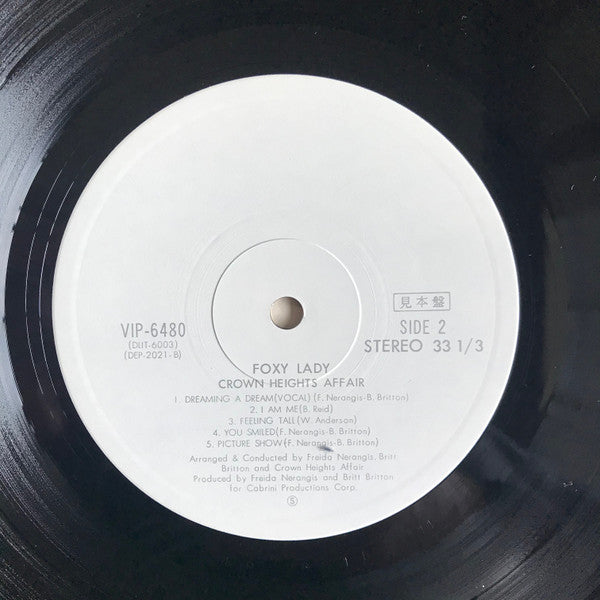 見本盤
VIP-6480
(DLIT-6003)
(DEP-2021-B)
SIDE 2
STEREO 33 1/3
FOXY LADY
CROWN HEIGHTS AFFAIR
1. DREAMING A DREAM(VOCAL)(F. Nerangis-B. Britton)
2. I AM ME(B. Reid)
3. FEELING TALL(W. Anderson)
4. YOU SMILED(F. Nerangis-B. Britton)
5. PICTURE SHOW(F. Nerangis-B. Britton)
Arranged & Conducted by Freida Nerangis. Britt
Britton and Crown Heights Affair
Produced by Freida Nerangis and Britt Britton
for Cabrini Productions Corp.
Ⓢ